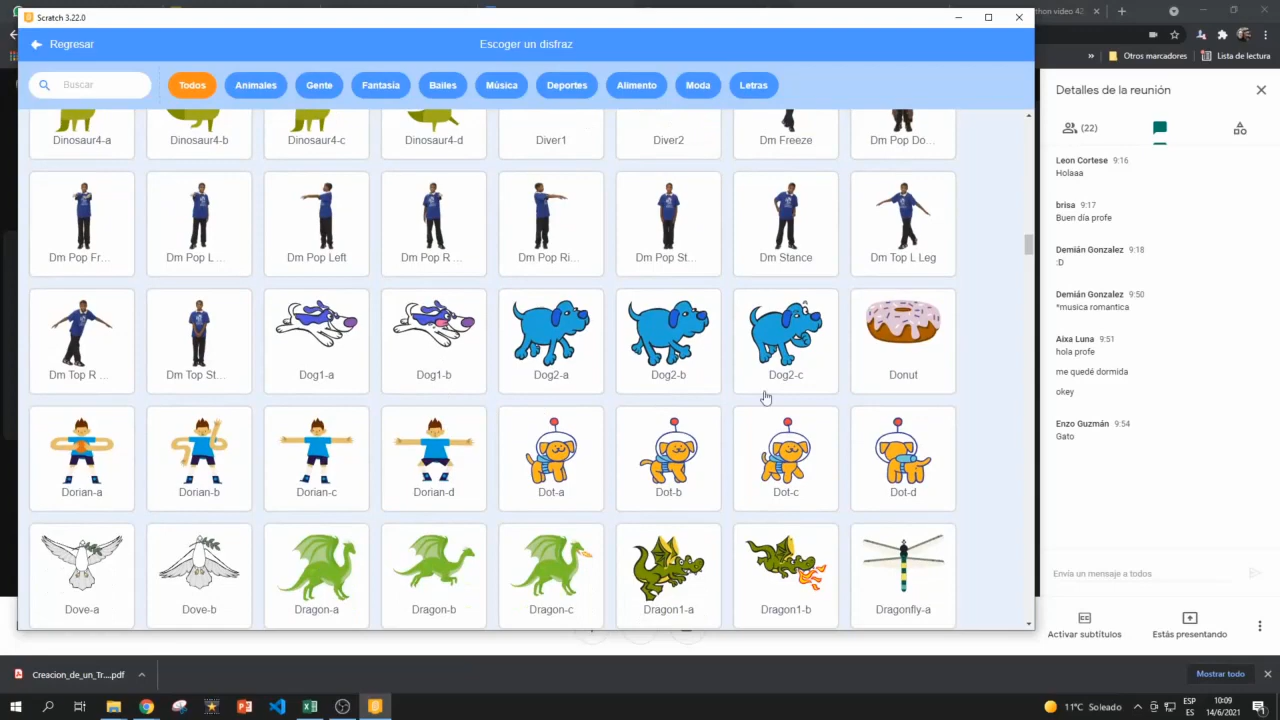 Scratch 3.22.0
Regresar
Escoger un disfraz
Buscar
Todos
Animales
Gente
Fantasía
Bailes
Música
Deportes
Alimento
Moda
Letras
Dinosaur4-a
Dinosaur4-b
Dinosaur4-c
Dinosaur4-d
Diver1
Diver2
Dm Freeze
Dm Pop Do...
Dm Pop Fr...
Dm Pop L ...
Dm Pop Left
Dm Pop R ...
Dm Pop Ri...
Dm Pop St...
Dm Stance
Dm Top L Leg
Dm Top R ...
Dm Top St...
Dog1-a
Dog1-b
Dog2-a
Dog2-b
Dog2-c
Donut
Dorian-a
Dorian-b
Dorian-c
Dorian-d
Dot-a
Dot-b
Dot-c
Dot-d
Dove-a
Dove-b
Dragon-a
Dragon-b
Dragon-c
Dragon1-a
Dragon1-b
Dragonfly-a
thon video 42
»
Otros marcadores
Lista de lectura
Detalles de la reunión
(22)
Leon Cortese 9:16
Holaaa
brisa 9:17
Buen día profe
Demián Gonzalez 9:18
:D
Demián Gonzalez 9:50
*musica romantica
Aixa Luna 9:51
hola profe
me quedé dormida
okey
Enzo Guzmán 9:54
Gato
Envía un mensaje a todos
Activar subtítulos
Estás presentando
Creacion_de_un_Tr....pdf
Mostrar todo
11°C Soleado
ESP
ES
10:09
14/6/2021